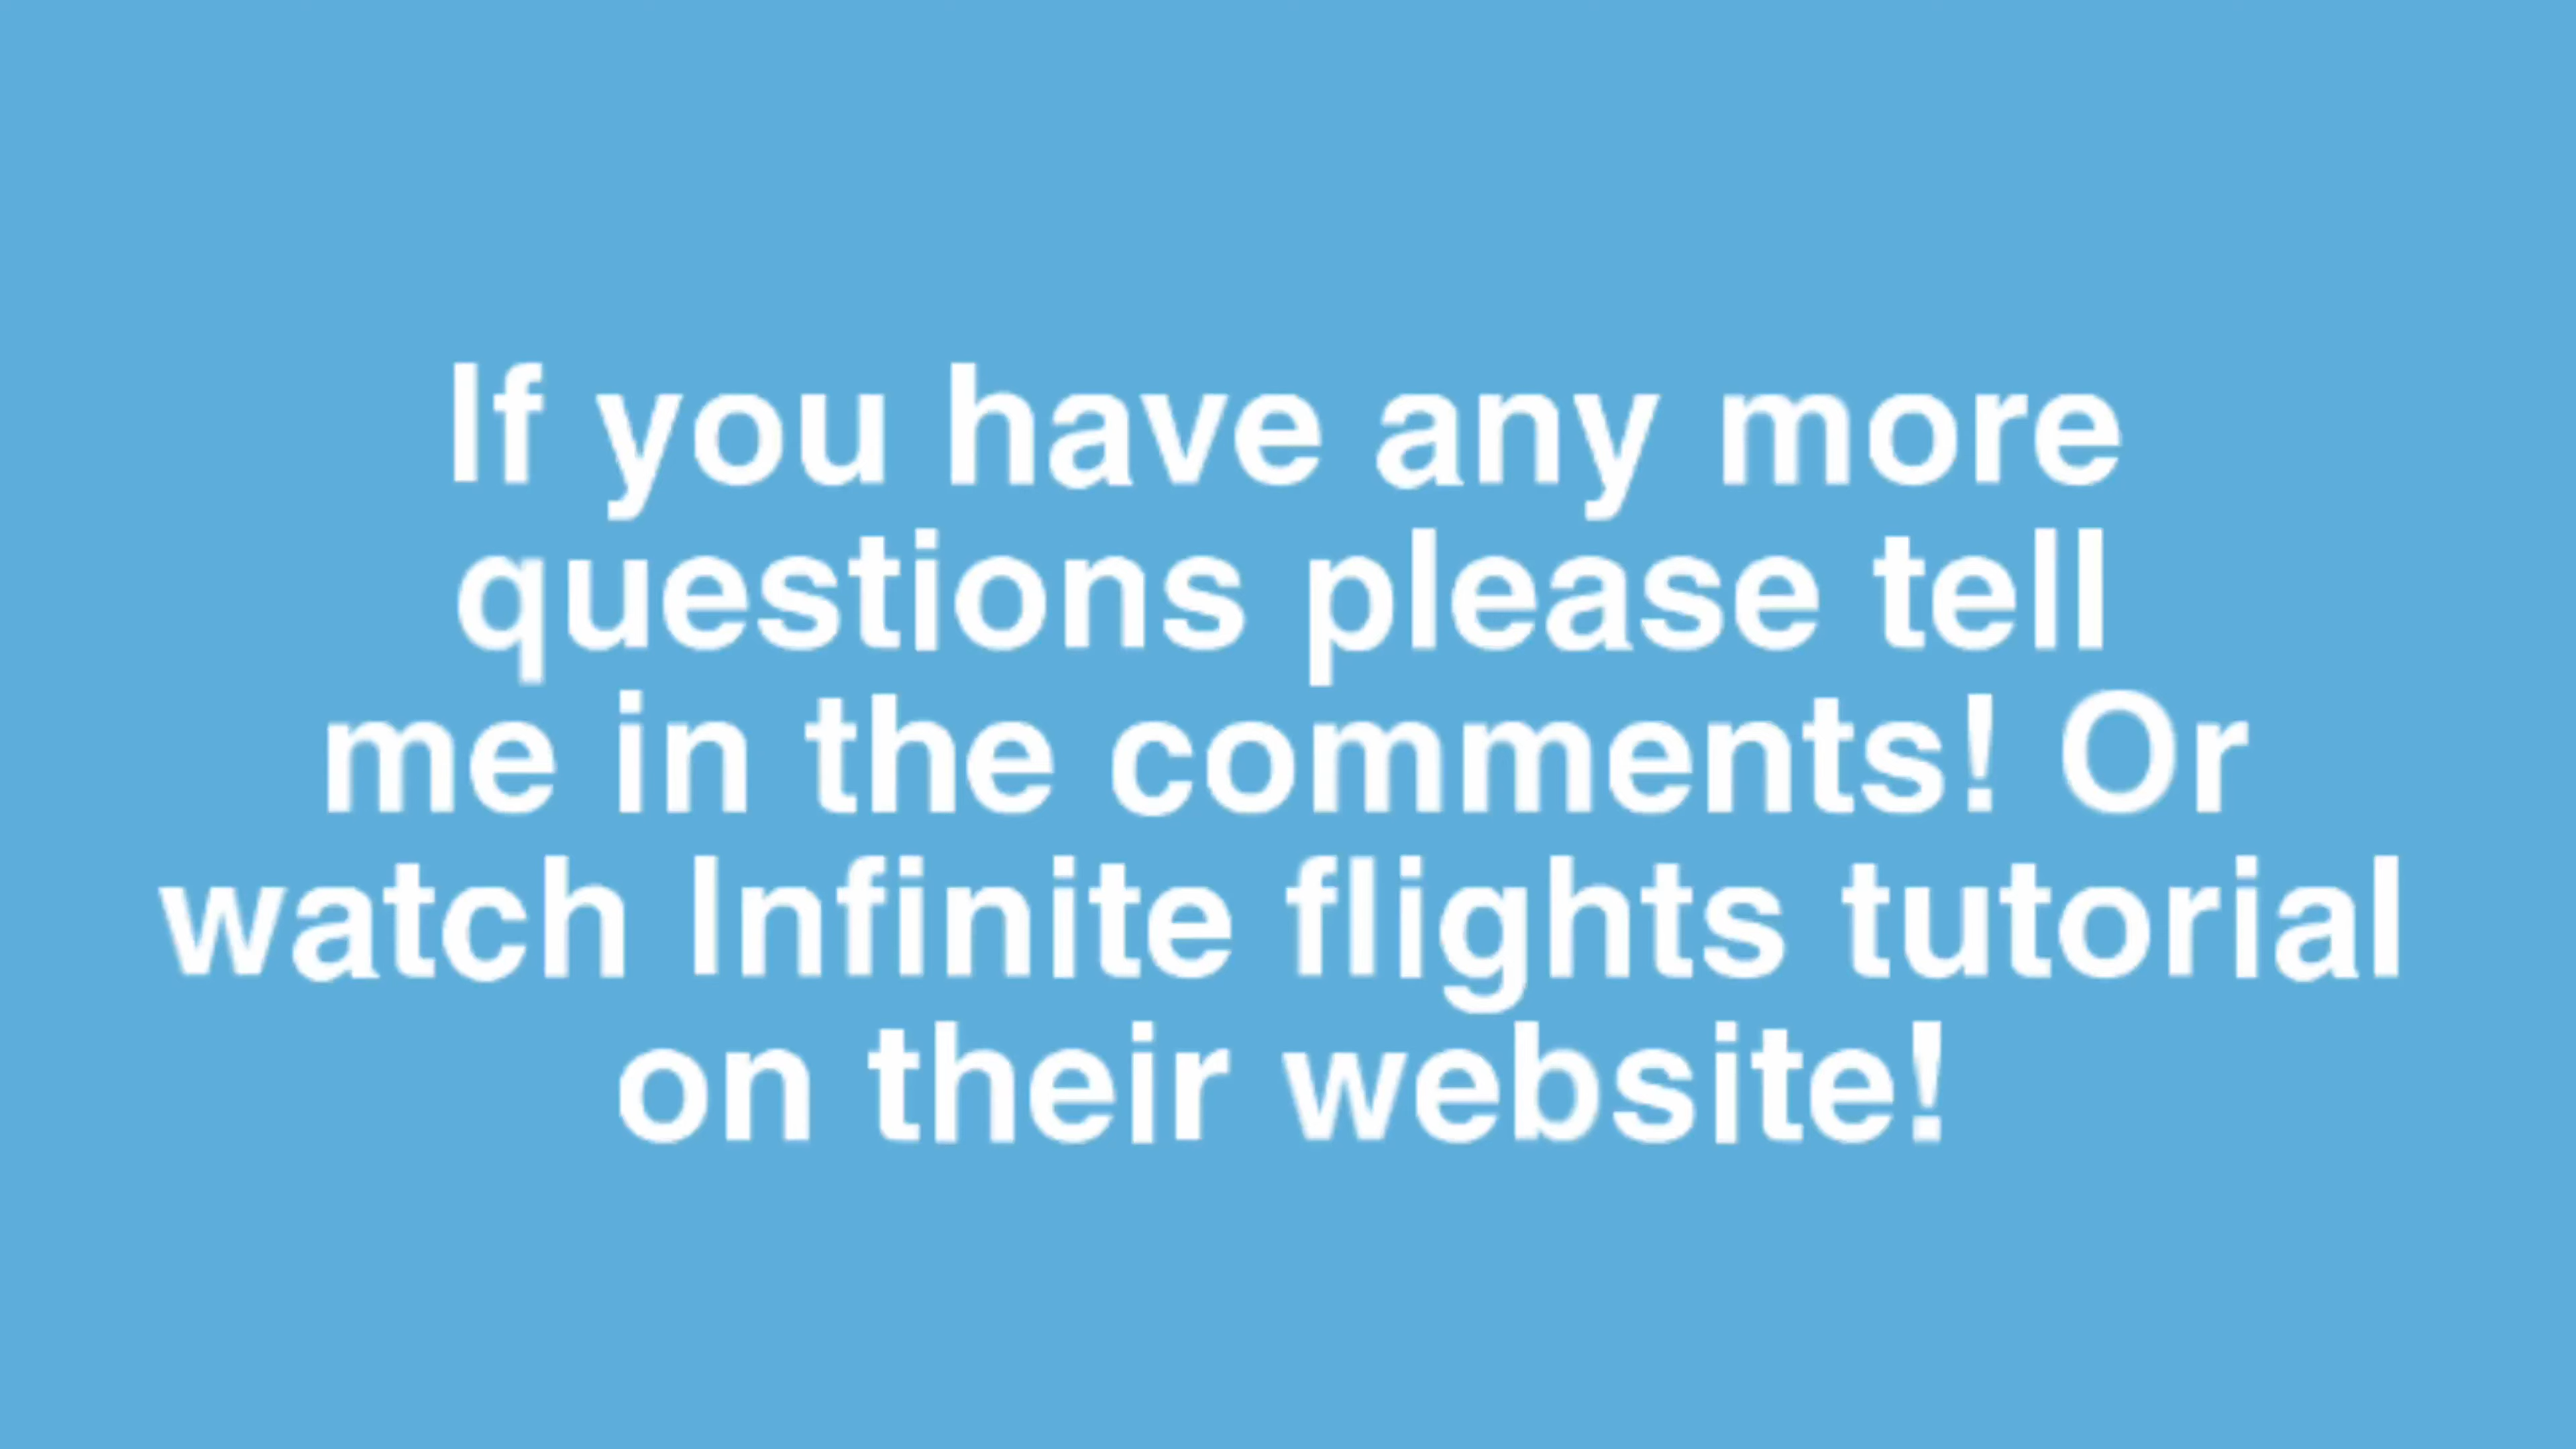 If you have any more
questions please tell
me in the comments! Or
watch Infinite flights tutorial
on their website!